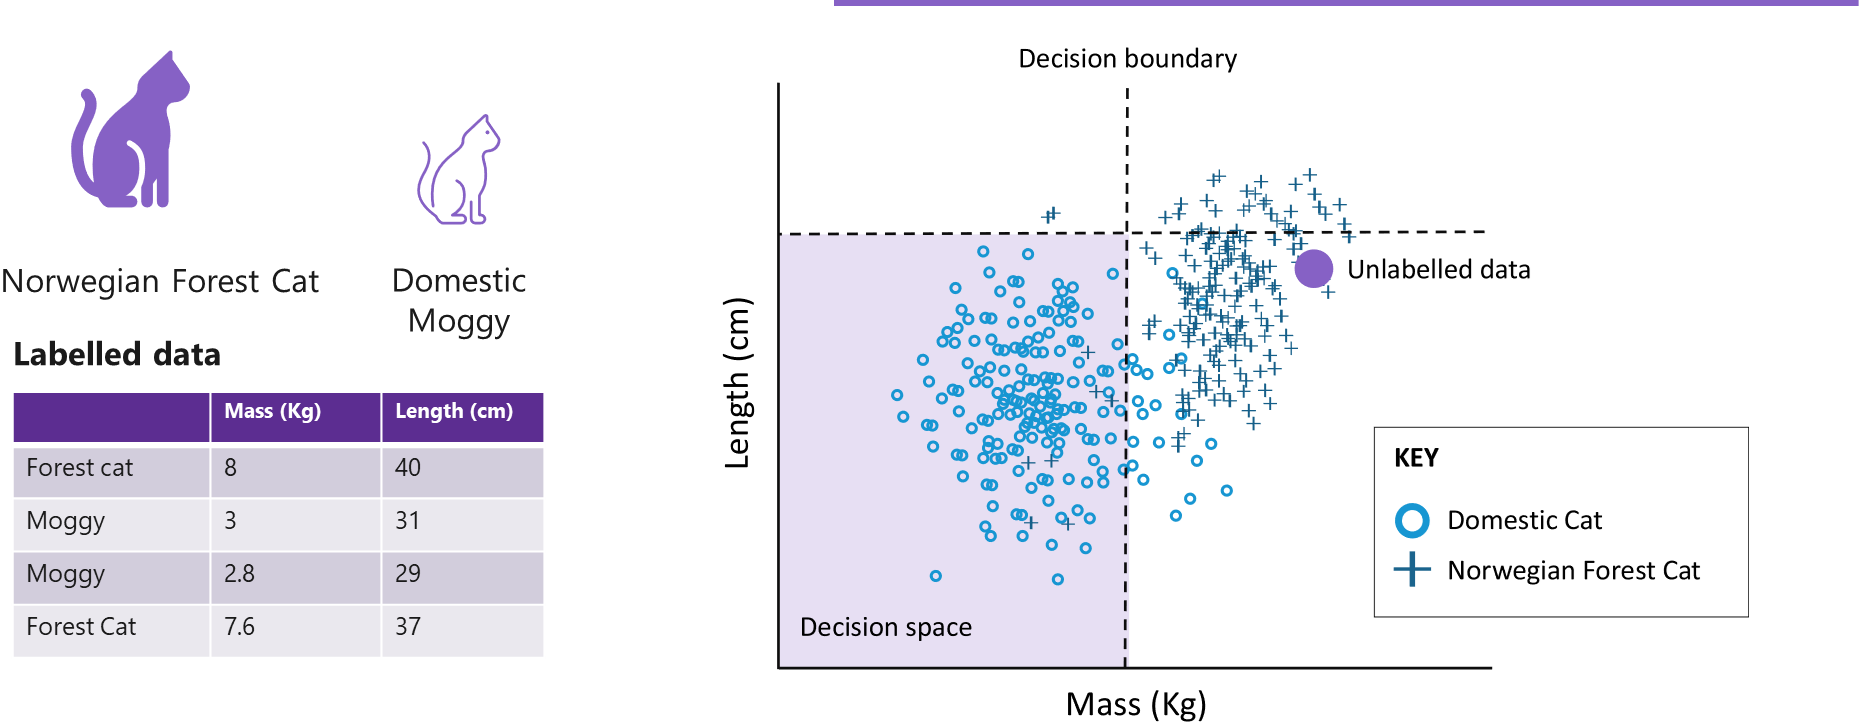 Norwegian Forest Cat
Domestic
Moggy
Labelled data
Mass (Kg) Length (cm)
Forest cat 8 40
Moggy 3 31
Moggy 2.8 29
Forest Cat 7.6 37
Decision boundary
Unlabelled data
Length (cm)
Decision space
Mass (Kg)
KEY
Domestic Cat
Norwegian Forest Cat